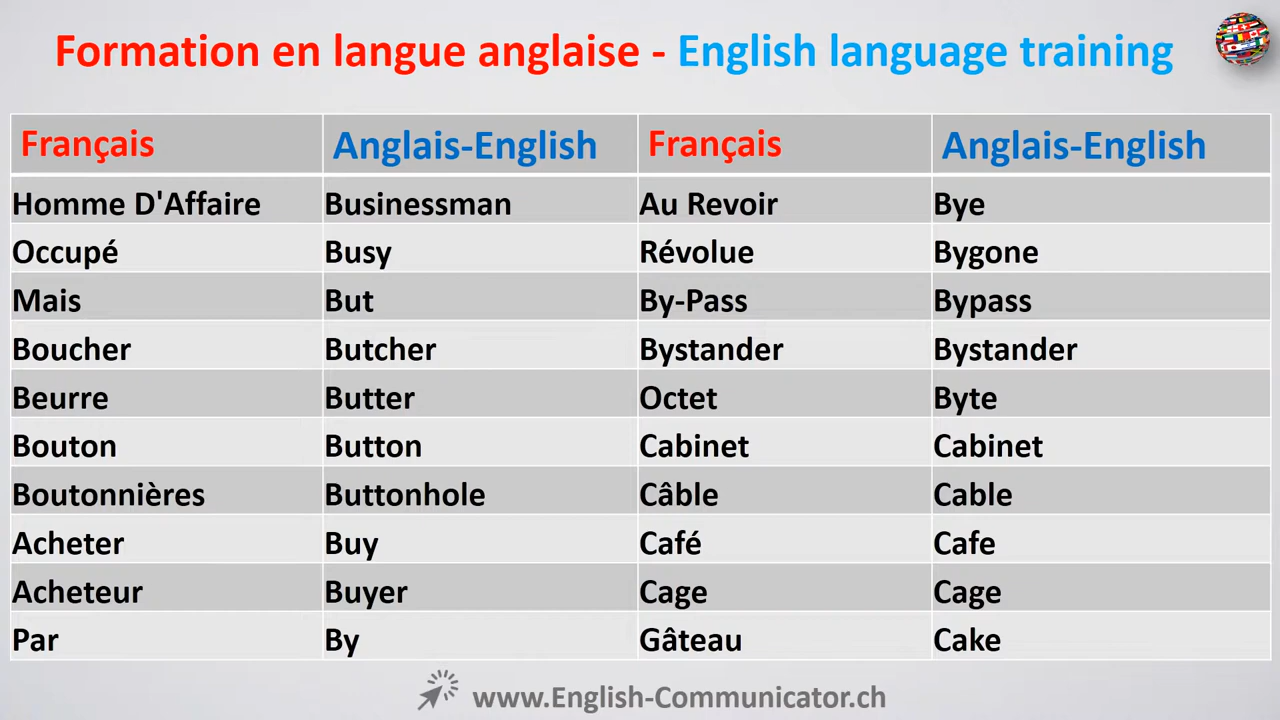 Formation en langue anglaise - English language training
Français Anglais-English Français Anglais-English
Homme D'Affaire Businessman Au Revoir Bye
Occupé Busy Révolue Bygone
Mais But By-Pass Bypass
Boucher Butcher Bystander Bystander
Beurre Butter Octet Byte
Bouton Button Cabinet Cabinet
Boutonnières Buttonhole Câble Cable
Acheter Buy Café Cafe
Acheteur Buyer Cage Cage
Par By Gâteau Cake
www.English-Communicator.ch